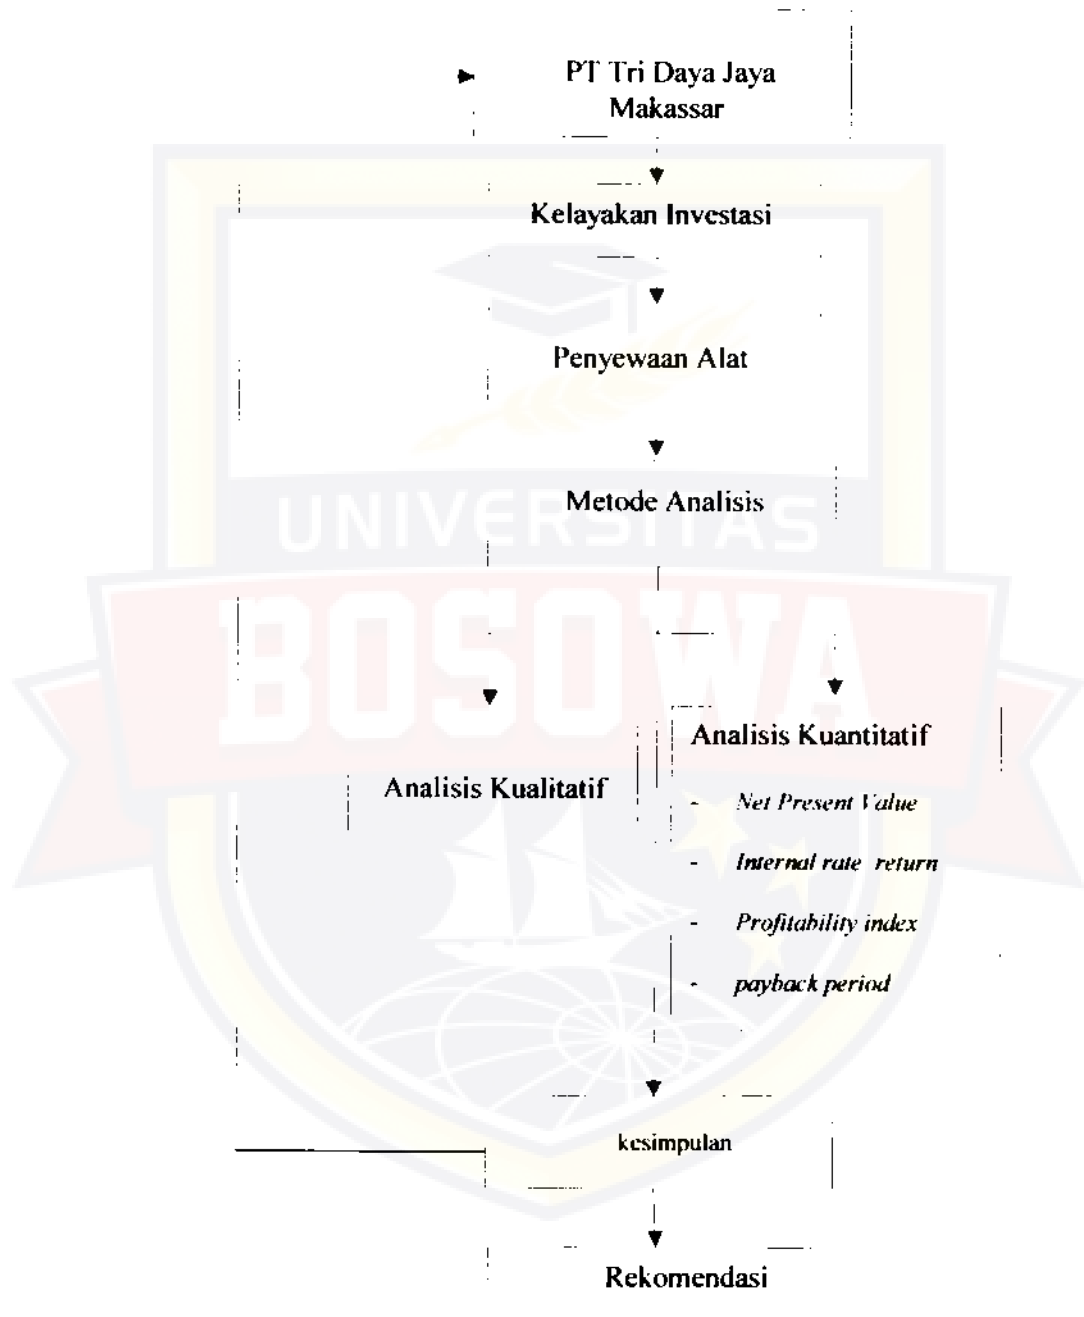 PT Tri Daya Jaya
Makassar
Kelayakan Investasi
Penyewaan Alat
Metode Analisis
UNIVERSITAS
BOSOWA
Analisis Kuantitatif
Analisis Kualitatif
- Net Present Value
- Internal rate return
- Profitability index
- payback period
kesimpulan
Rekomendasi